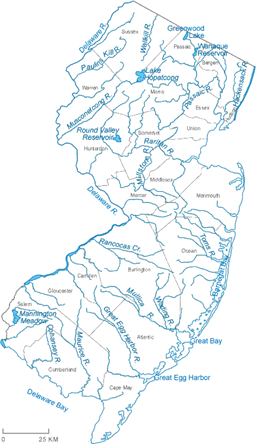 Greenwood
Lake
Delaware R.
Sussex
Wallkill R.
Passaic
Wanaque
Reservoir
Bergen
Paulins Kill R.
Lake
Hopatcong
Hackensack R.
Warren
Morris
Passaic R.
Musconetcong R.
Essex
Hudson
Round Valley
Reservoir
Somerset
Union
Hunterdon
Raritan R.
Millstone R.
Middlesex
Mercer
Monmouth
Delaware R.
Rancocas Cr.
Ocean
Toms R.
Burlington
Camden
Barnegat Bay
Gloucester
Mullica R.
Wading R.
Salem
Great Egg Harbor R.
Mannington
Meadow
Atlantic
Great Bay
Cohansey R.
Maurice R.
Cumberland
Great Egg Harbor
Cape May
Delaware Bay
0 25 KM